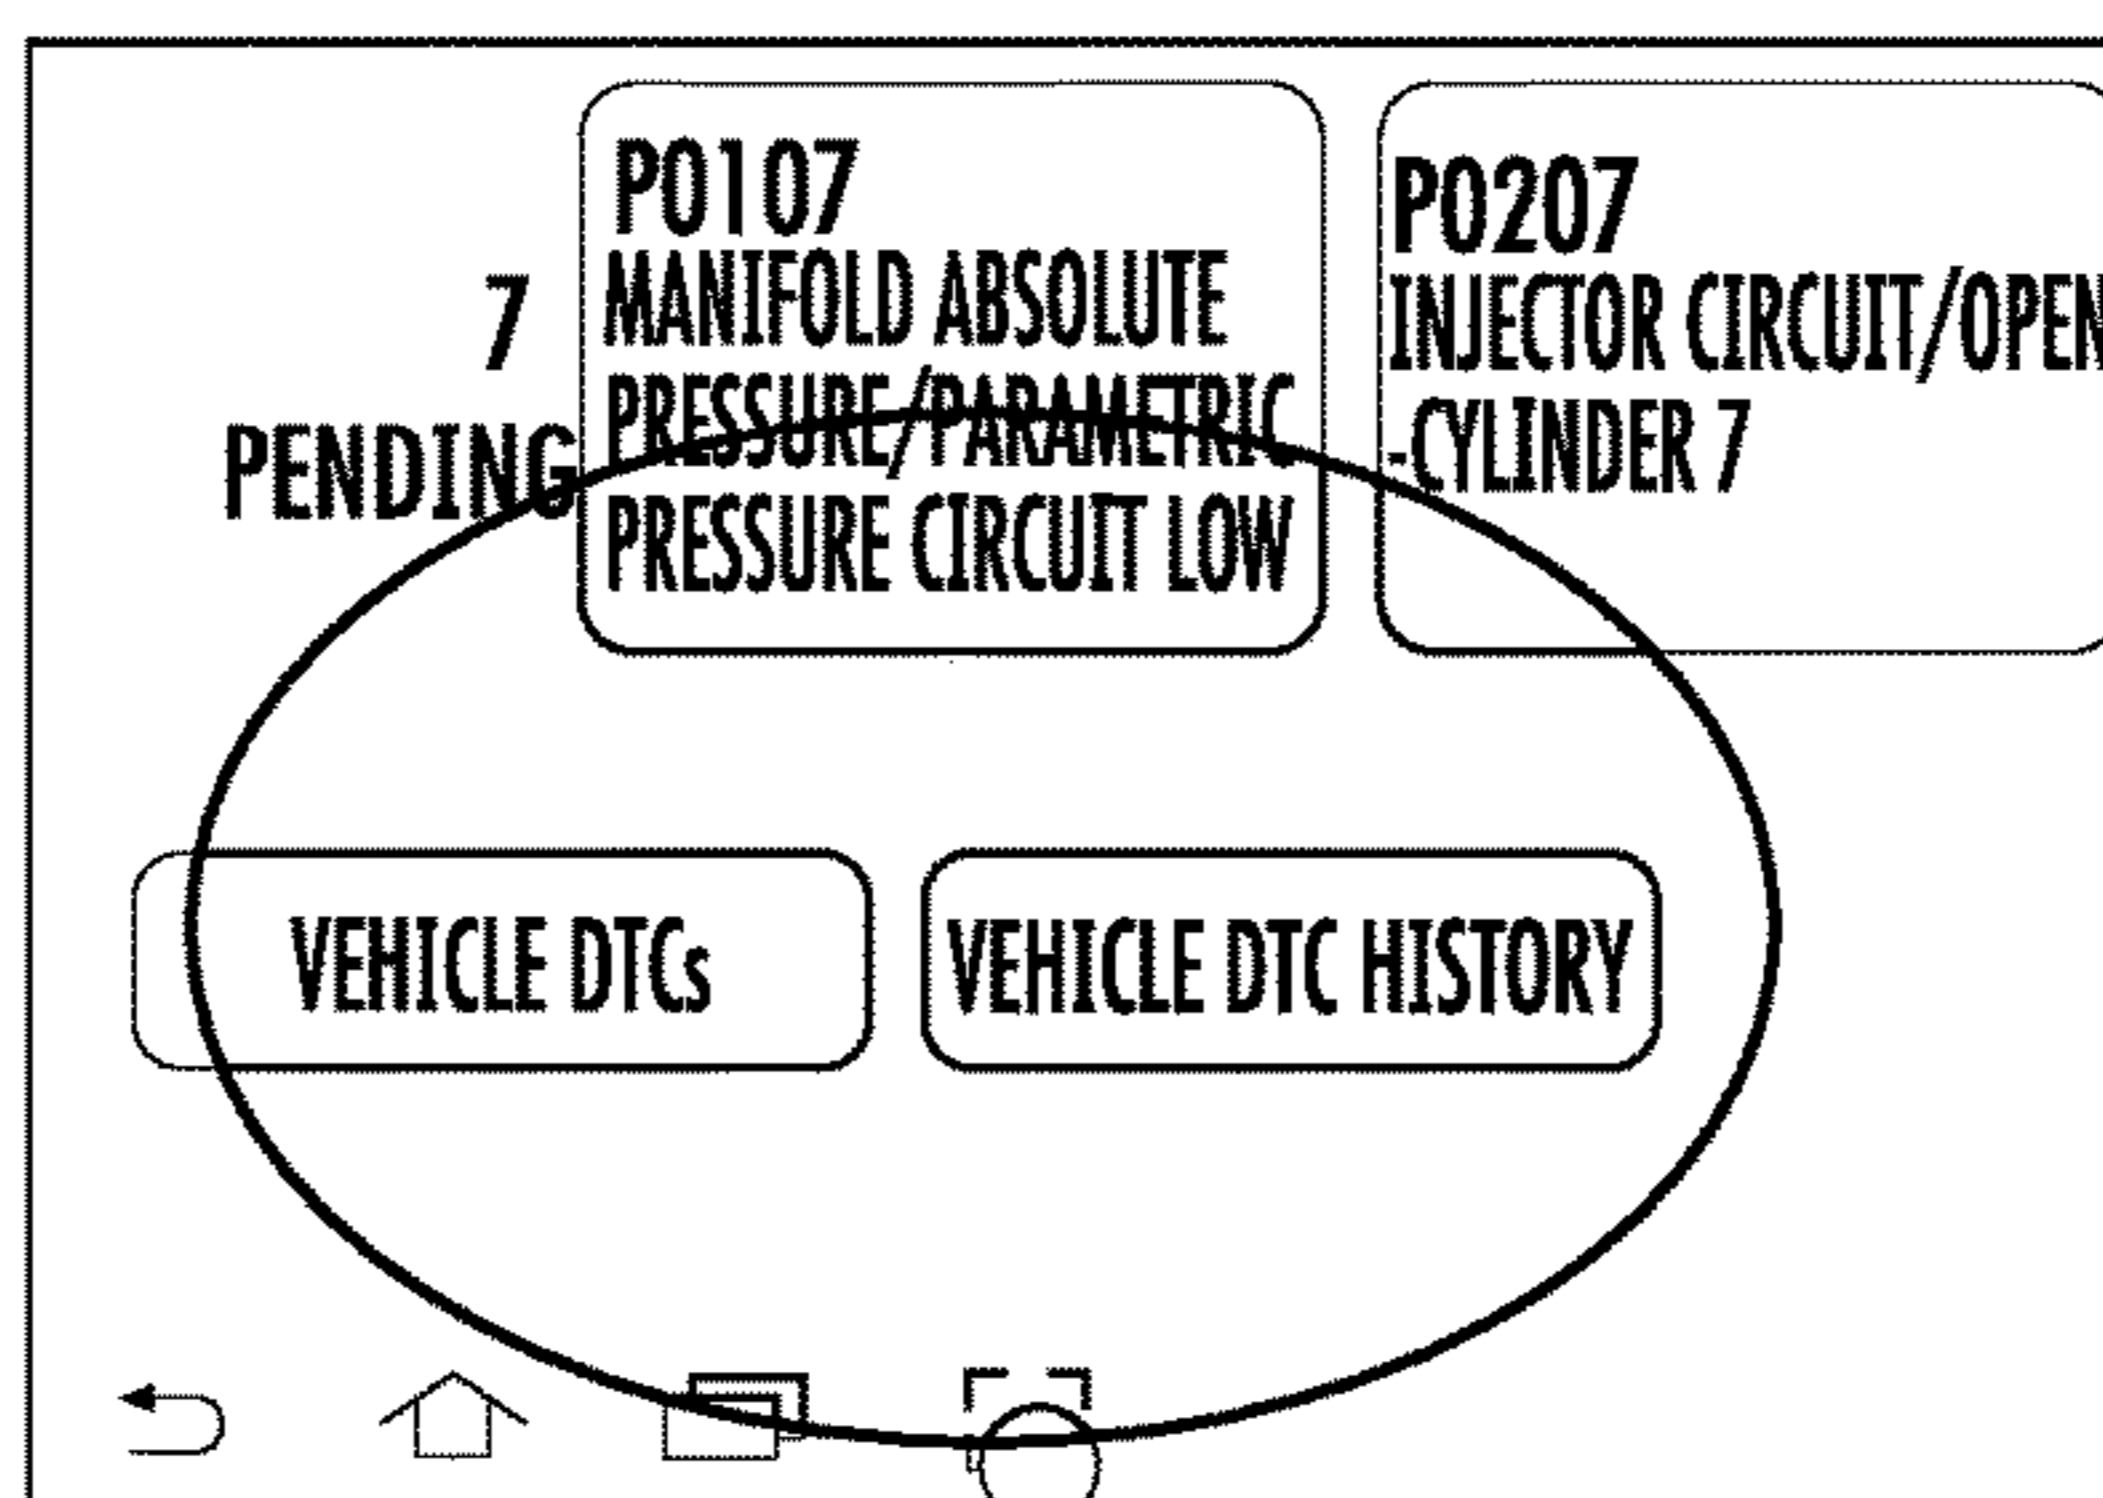 7
PENDING
P0107
MANIFOLD ABSOLUTE
PRESSURE/PARAMETRIC
PRESSURE CIRCUIT LOW
P0207
INJECTOR CIRCUIT/OPEN
-CYLINDER 7
VEHICLE DTCs
VEHICLE DTC HISTORY